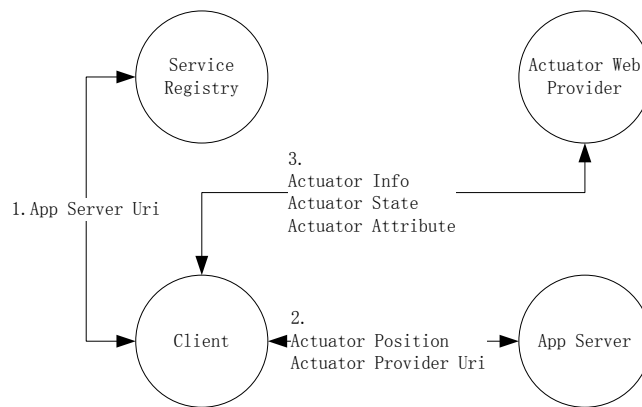 Service
Registry
Actuator Web
Provider
3.
Actuator Info
Actuator State
Actuator Attribute
1.App Server Uri
Client
2.
Actuator Position
Actuator Provider Uri
App Server